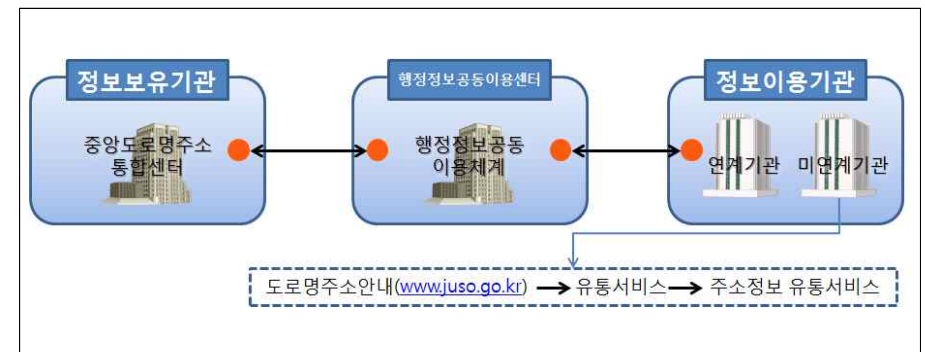 정보보유기관
중앙도로명주소
통합센터
행정정보공동이용센터
행정정보공동
이용체계
정보이용기관
연계기관
미연계기관
도로명주소안내(www.juso.go.kr) → 유통서비스 → 주소정보 유통서비스